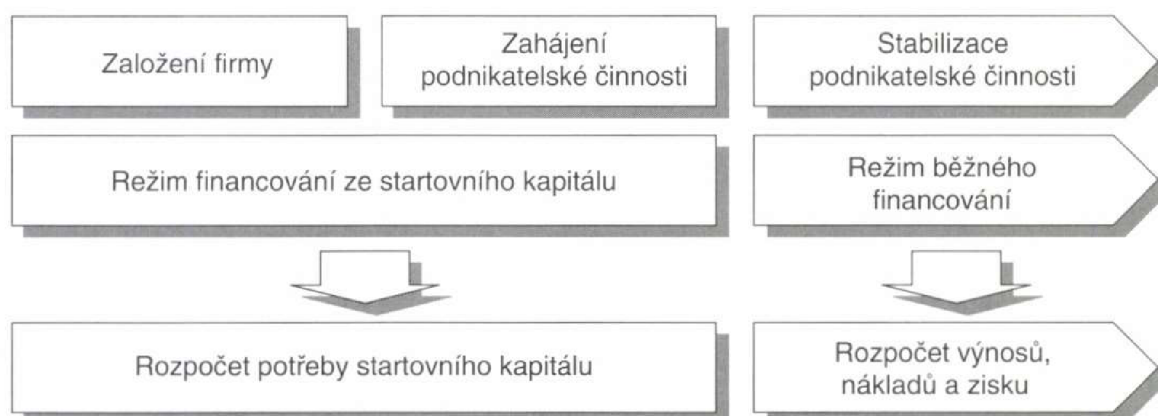 Založení firmy
Zahájení
podnikatelské činnosti
Stabilizace
podnikatelské činnosti
Režim financování ze startovního kapitálu
Režim běžného
financování
Rozpočet potřeby startovního kapitálu
Rozpočet výnosů,
nákladů a zisku